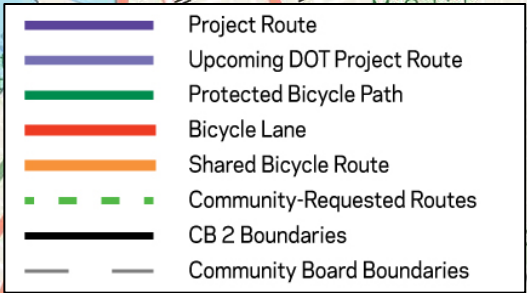 Project Route
Upcoming DOT Project Route
Protected Bicycle Path
Bicycle Lane
Shared Bicycle Route
Community-Requested Routes
CB 2 Boundaries
Community Board Boundaries